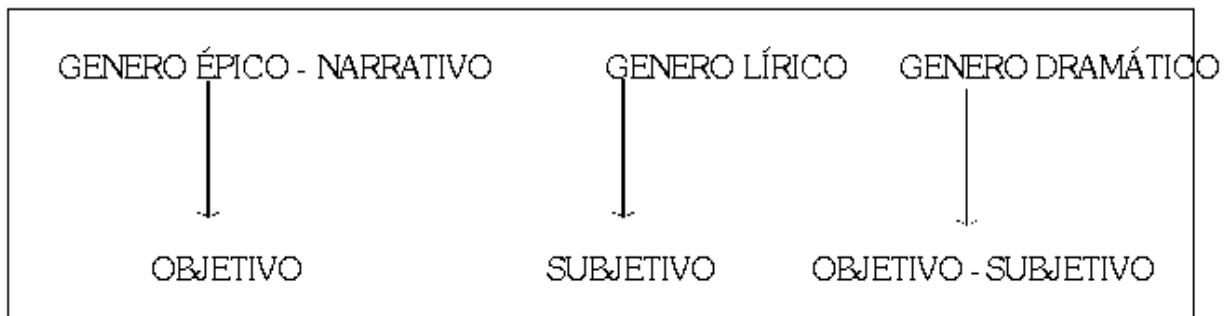 GENERO ÉPICO - NARRATIVO GENERO LÍRICO GENERO DRAMÁTICO
OBJETIVO SUBJETIVO OBJETIVO - SUBJETIVO